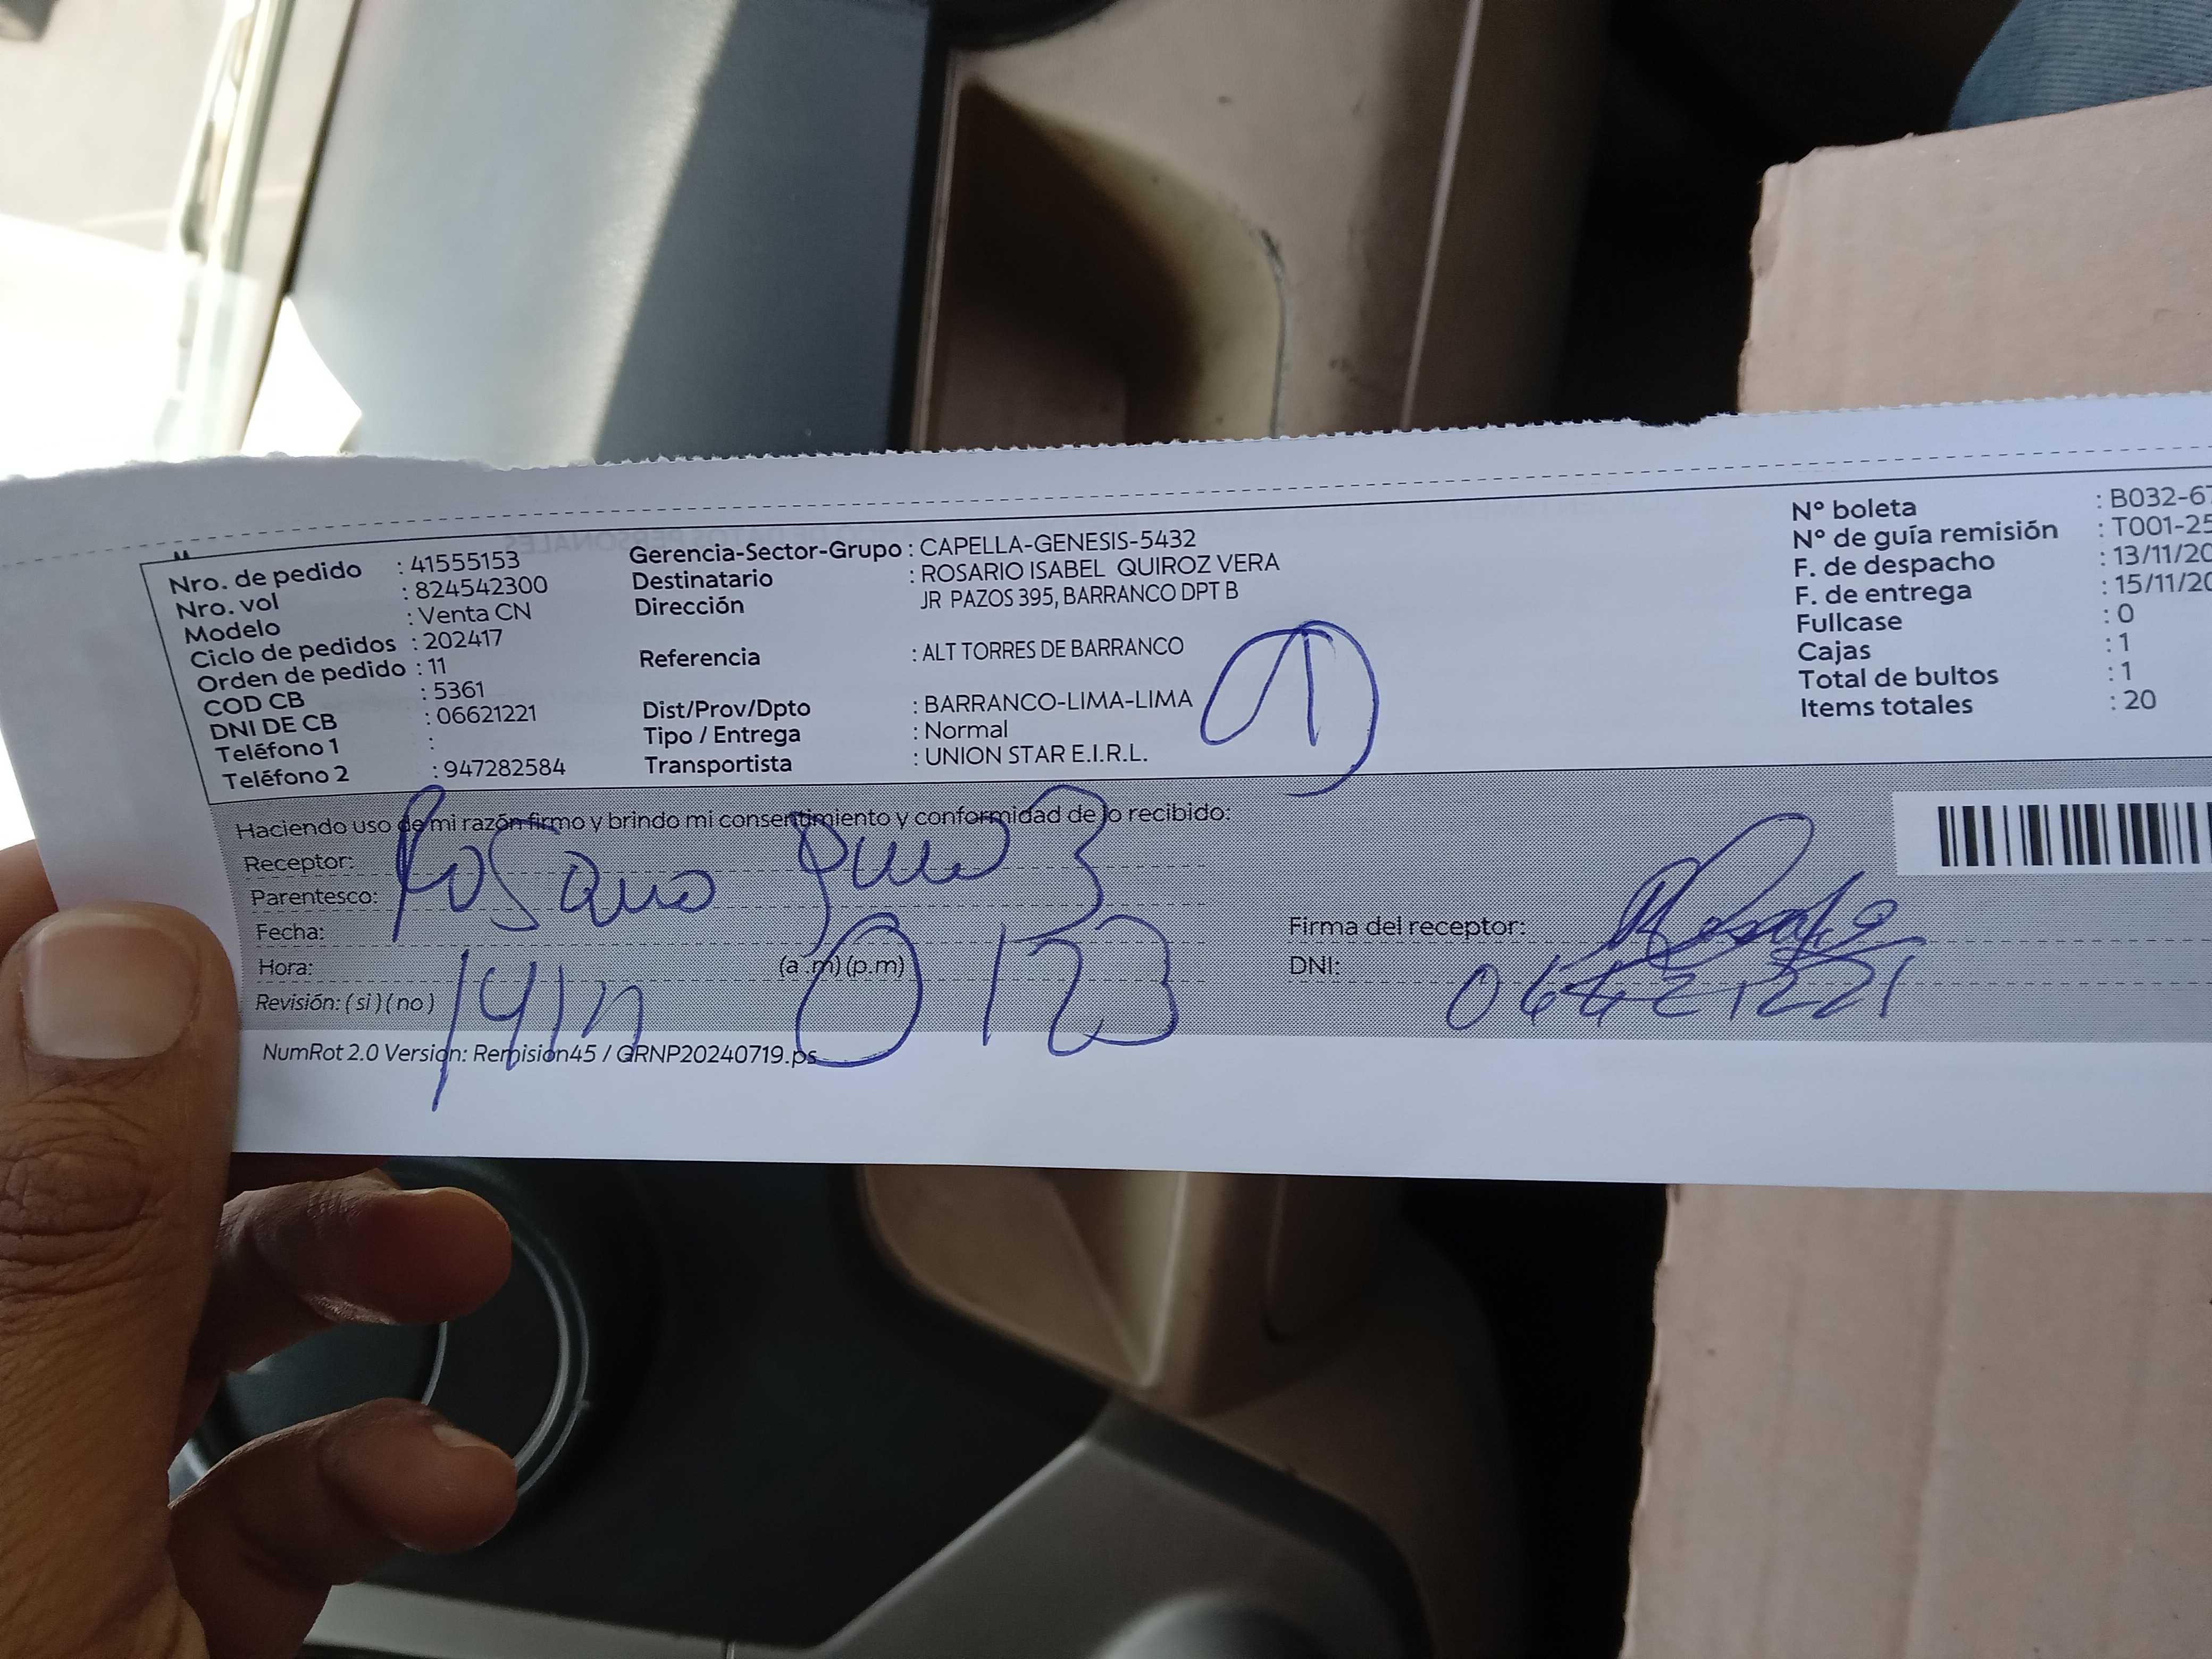 Nro. de pedido : 41555153
Nro. vol : 824542300
Modelo : Venta CN
Ciclo de pedidos : 202417
Orden de pedido : 11
COD CB : 5361
DNI DE CB : 06621221
Teléfono 1 :
Teléfono 2 : 947282584
Gerencia-Sector-Grupo : CAPELLA-GENESIS-5432
Destinatario : ROSARIO ISABEL QUIROZ VERA
Dirección JR PAZOS 395, BARRANCO DPT B
Referencia : ALT TORRES DE BARRANCO
Dist/Prov/Dpto : BARRANCO-LIMA-LIMA
Tipo / Entrega : Normal
Transportista : UNION STAR E.I.R.L.
1
N° boleta : B032-67
N° de guía remisión : T001-25
F. de despacho : 13/11/20
F. de entrega : 15/11/20
Fullcase : 0
Cajas : 1
Total de bultos : 1
Items totales : 20
Haciendo uso de mi razón firmo y brindo mi consentimiento y conformidad de lo recibido:
Receptor: Rosario Quiroz
Parentesco:
Fecha:
Hora: (a.m)(p.m)
Revisión: ( si ) ( no )
Firma del receptor:
DNI: 06621221
NumRot 2.0 Version: Remision45 / GRNP20240719.ps